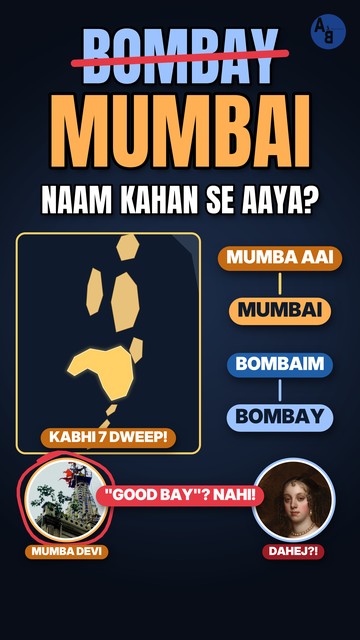 AB
BOMBAY
MUMBAI
NAAM KAHAN SE AAYA?
MUMBA AAI
MUMBAI
BOMBAIM
BOMBAY
KABHI 7 DWEEP!
"GOOD BAY"? NAHI!
MUMBA DEVI
DAHEJ?!